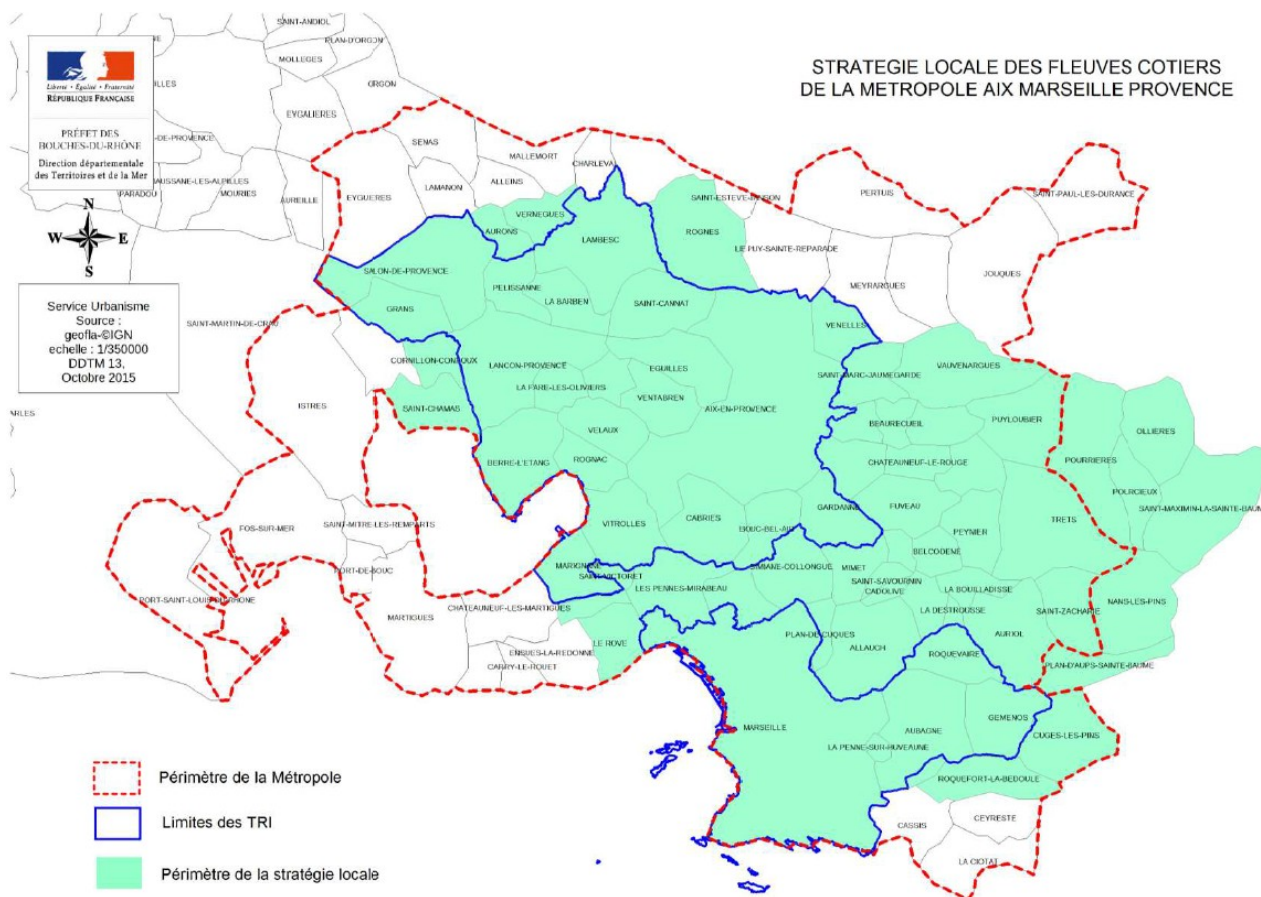 STRATEGIE LOCALE DES FLEUVES COTIERS
DE LA METROPOLE AIX MARSEILLE PROVENCE
Liberté • Égalité • Fraternité
RÉPUBLIQUE FRANÇAISE
PRÉFET DES
BOUCHES-DU-RHÔNE
Direction départementale
des Territoires et de la Mer
N
W E
S
Service Urbanisme
Source :
geofla-©IGN
echelle : 1/350000
DDTM 13,
Octobre 2015
SAINT-ANDIOL
PLAN-D'ORGON
MOLLEGES
ORGON
EYGALIERES
DE-PROVENCE
AUSSANE-LES-ALPILLES
PARADOU
MOURIES
AUREILLE
SENAS
MALLEMORT
CHARLEVAL
EYGUIERES
LAMANON
ALLEINS
VERNEGUES
AURONS
LAMBESC
ROGNES
PERTUIS
SAINT-PAUL-LES-DURANCE
LE PUY-SAINTE-REPARADE
JOUQUES
MEYRARGUES
SALON-DE-PROVENCE
PELISSANNE
LA BARBEN
SAINT-CANNAT
GRANS
VENELLES
SAINT-MARTIN-DE-CRAU
CORNILLON-CONFOUX
LANCON-PROVENCE
EGUILLES
SAINT-MARC-JAUMEGARDE
VAUVENARGUES
LA FARE-LES-OLIVIERS
VENTABREN
AIX-EN-PROVENCE
ISTRES
SAINT-CHAMAS
BEAURECUEIL
PUYLOUBIER
OLLIERES
VELAUX
BERRE-L'ETANG
ROGNAC
CHATEAUNEUF-LE-ROUGE
POURRIERES
POURCIEUX
SAINT-MAXIMIN-LA-SAINTE-BAUM
ARLES
FOS-SUR-MER
SAINT-MITRE-LES-REMPARTS
VITROLLES
CABRIES
BOUC-BEL-AIR
GARDANNE
FUVEAU
PEYNIER
TRETS
BELCODENE
PORT-DE-BOUC
MARIGNANE
SAINT-VICTORET
SIMIANE-COLLONGUE
MIMET
SAINT-SAVOURNIN
CADOLIVE
LA BOUILLADISSE
LES PENNES-MIRABEAU
PORT-SAINT-LOUIS-DU-RHONE
MARTIGUES
CHATEAUNEUF-LES-MARTIGUES
LA DESTROUSSE
SAINT-ZACHARIE
NANS-LES-PINS
LE ROVE
PLAN-DE-CUQUES
ALLAUCH
ROQUEVAIRE
AURIOL
ENSUES-LA-REDONNE
CARRY-LE-ROUET
PLAN-D'AUPS-SAINTE-BAUME
MARSEILLE
AUBAGNE
GEMENOS
CUGES-LES-PINS
LA PENNE-SUR-HUVEAUNE
ROQUEFORT-LA-BEDOULE
CASSIS
CEYRESTE
LA CIOTAT
Périmètre de la Métropole
Limites des TRI
Périmètre de la stratégie locale